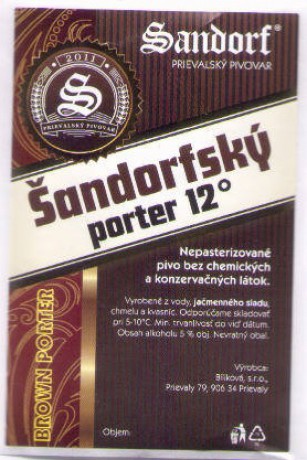 Sandorf®
PRIEVALSKÝ PIVOVAR
2011
S
PRIEVALSKÝ PIVOVAR
Šandorfský
porter 12°
Nepasterizované
pivo bez chemických
a konzervačných látok.
Vyrobené z vody, jačmenného sladu,
chmelu a kvasníc. Odporúčame skladovať
pri 5-10°C. Min. trvanlivosť do viď dátum.
Obsah alkoholu 5 % obj. Nevratný obal.
BROWN PORTER
Výrobca:
Bilíková, s.r.o.,
Prievaly 79, 906 34 Prievaly
Objem: